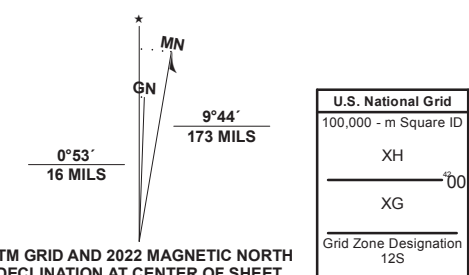 ★
MN
GN
9°44´
173 MILS
0°53´
16 MILS
TM GRID AND 2022 MAGNETIC NORTH
DECLINATION AT CENTER OF SHEET
U.S. National Grid
100,000 - m Square ID
XH
⁴²00
XG
Grid Zone Designation
12S